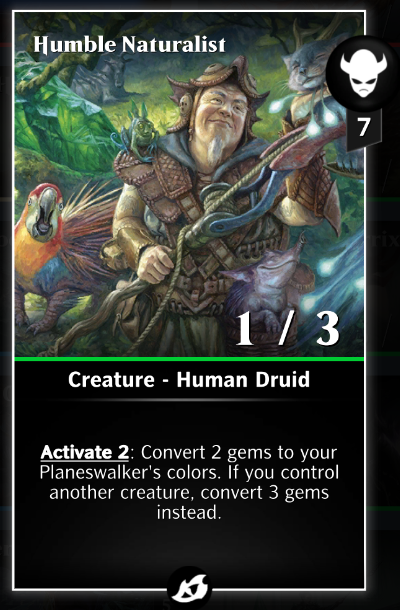 Humble Naturalist
7
1 / 3
Creature - Human Druid
Activate 2: Convert 2 gems to your
Planeswalker's colors. If you control
another creature, convert 3 gems
instead.